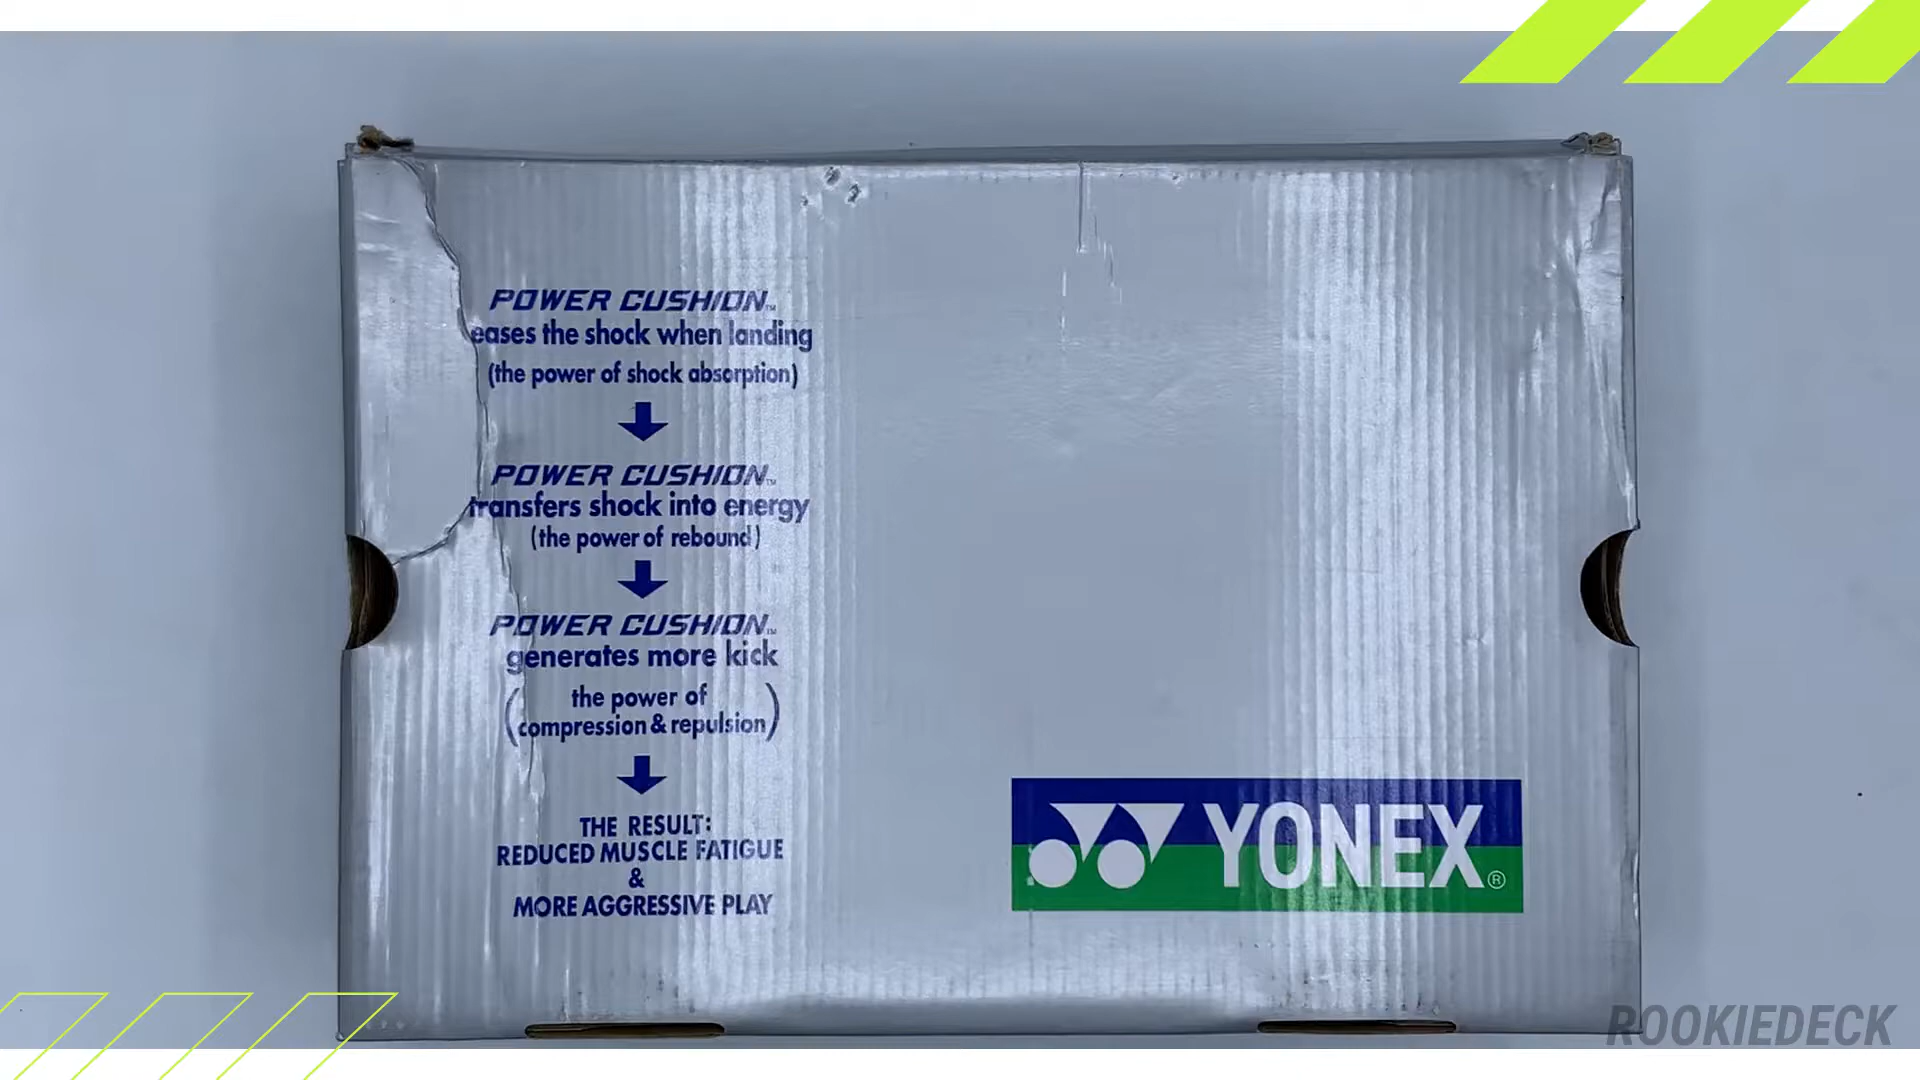 POWER CUSHION™
eases the shock when landing
(the power of shock absorption)
POWER CUSHION™
transfers shock into energy
(the power of rebound)
POWER CUSHION™
generates more kick
(the power of
compression & repulsion)
THE RESULT:
REDUCED MUSCLE FATIGUE
&
MORE AGGRESSIVE PLAY
YONEX®
ROOKIEDECK